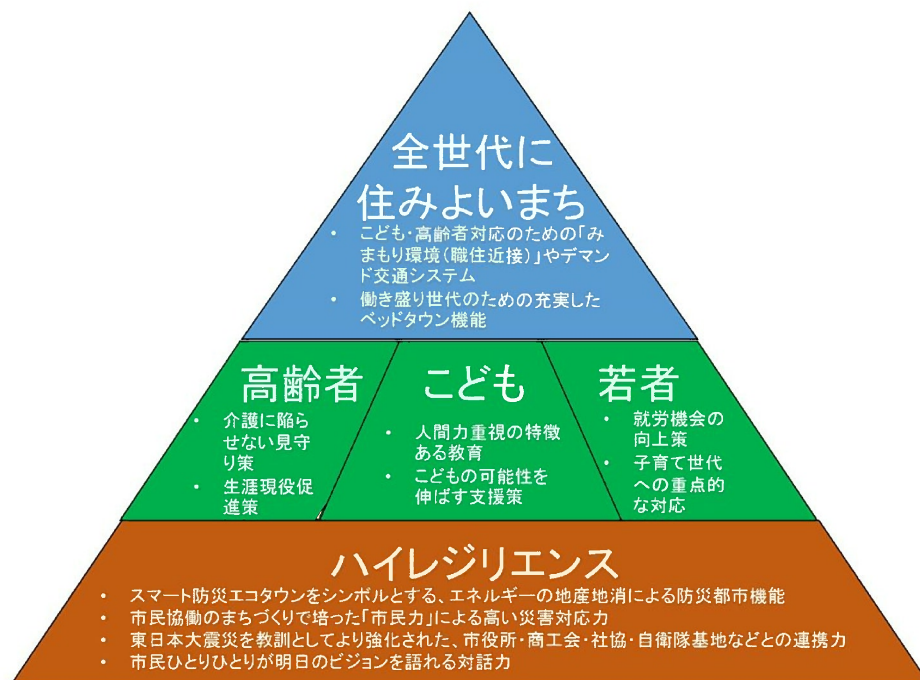 全世代に
住みよいまち
• こども・高齢者対応のための「み
まもり環境（職住近接）」やデマン
ド交通システム
• 働き盛り世代のための充実した
ベッドタウン機能
高齢者
• 介護に陥ら
せない見守
り策
• 生涯現役促
進策
こども
• 人間力重視の特徴
ある教育
• こどもの可能性を
伸ばす支援策
若者
• 就労機会の
向上策
• 子育て世代
への重点的
な対応
ハイレジリエンス
• スマート防災エコタウンをシンボルとする、エネルギーの地産地消による防災都市機能
• 市民協働のまちづくりで培った「市民力」による高い災害対応力
• 東日本大震災を教訓としてより強化された、市役所・商工会・社協・自衛隊基地などとの連携力
• 市民ひとりひとりが明日のビジョンを語れる対話力